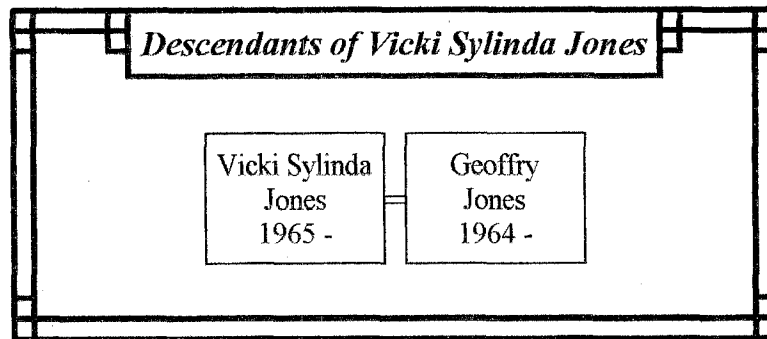 Descendants of Vicki Sylinda Jones
Vicki Sylinda
Jones
1965 -
Geoffry
Jones
1964 -